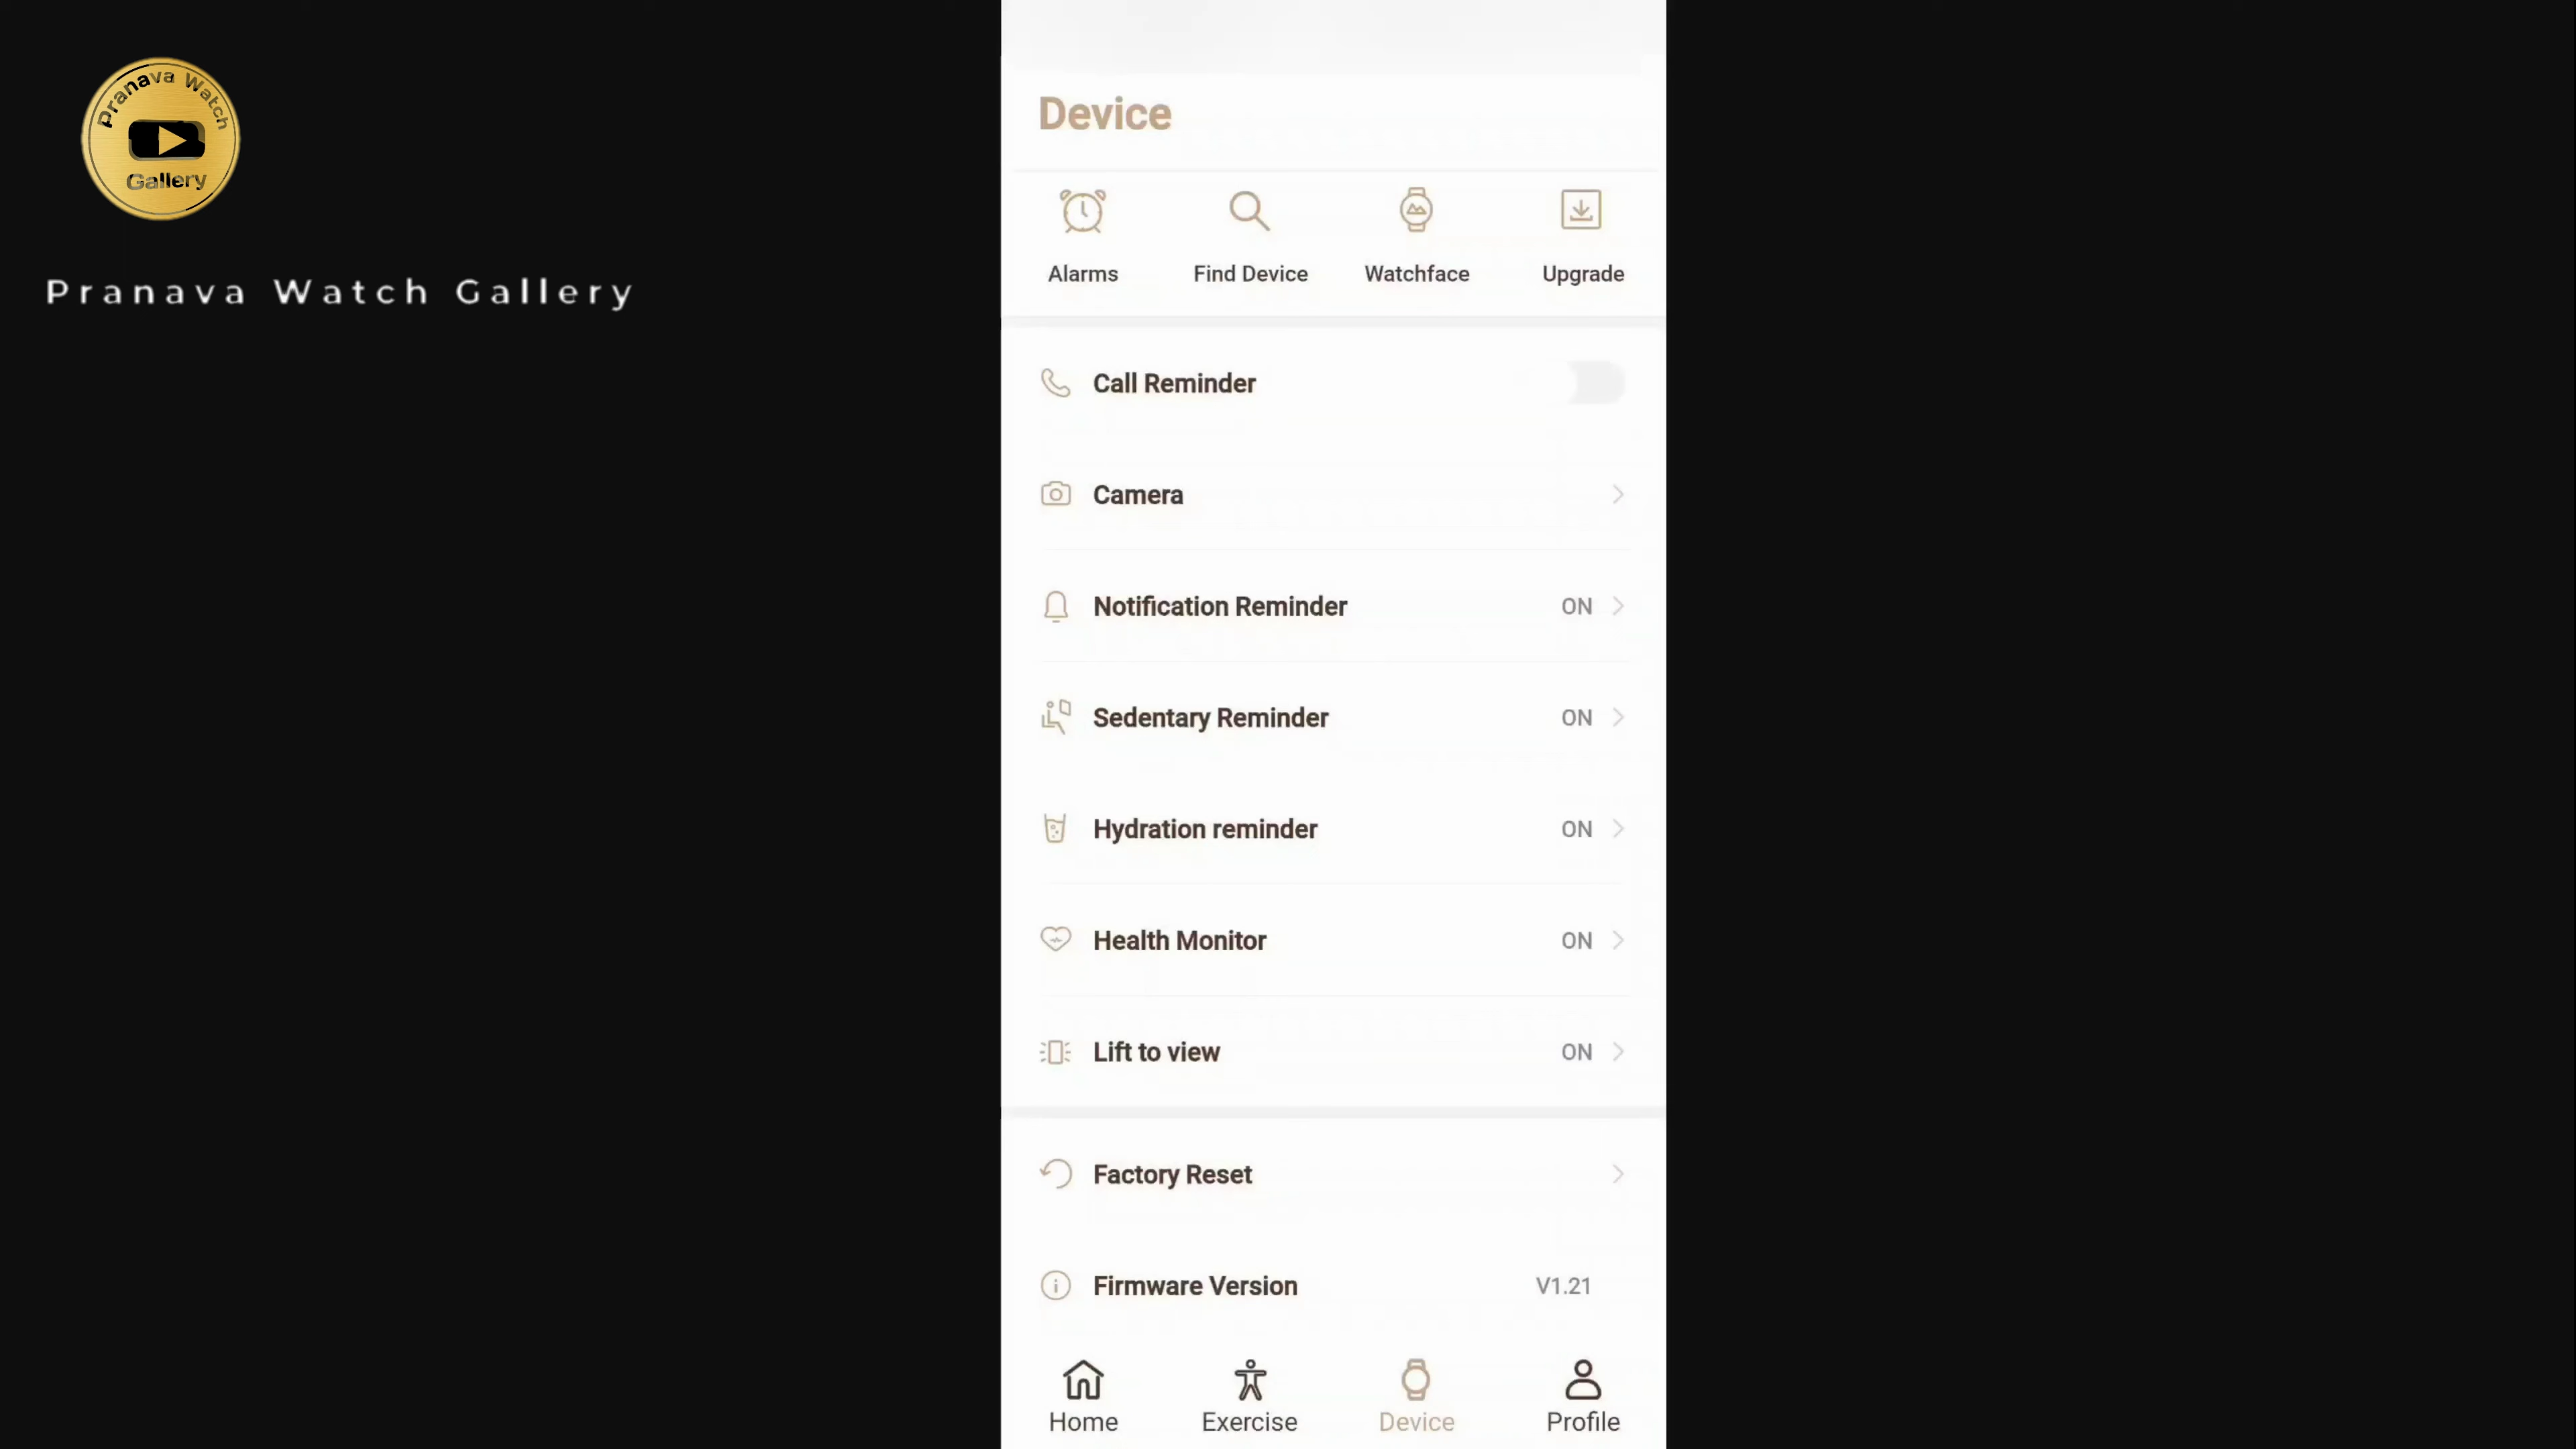 Pranava Watch
Gallery
Pranava Watch Gallery
Device
Alarms
Find Device
Watchface
Upgrade
Call Reminder
Camera
Notification Reminder ON
Sedentary Reminder ON
Hydration reminder ON
Health Monitor ON
Lift to view ON
Factory Reset
Firmware Version V1.21
Home
Exercise
Device
Profile